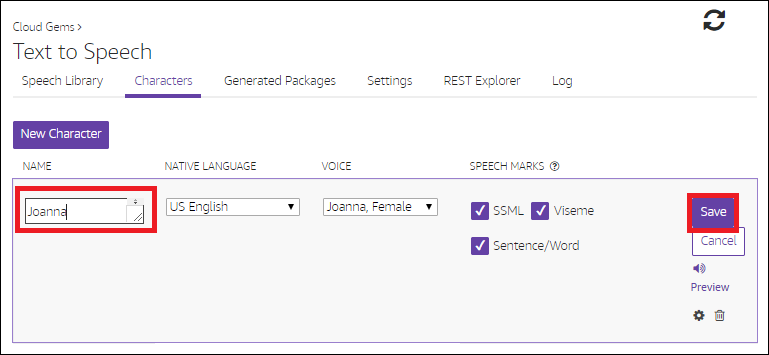 Cloud Gems >
Text to Speech
Speech Library Characters Generated Packages Settings REST Explorer Log
New Character
NAME NATIVE LANGUAGE VOICE SPEECH MARKS ?
Joanna US English Joanna, Female SSML Viseme Save
Sentence/Word Cancel
Preview